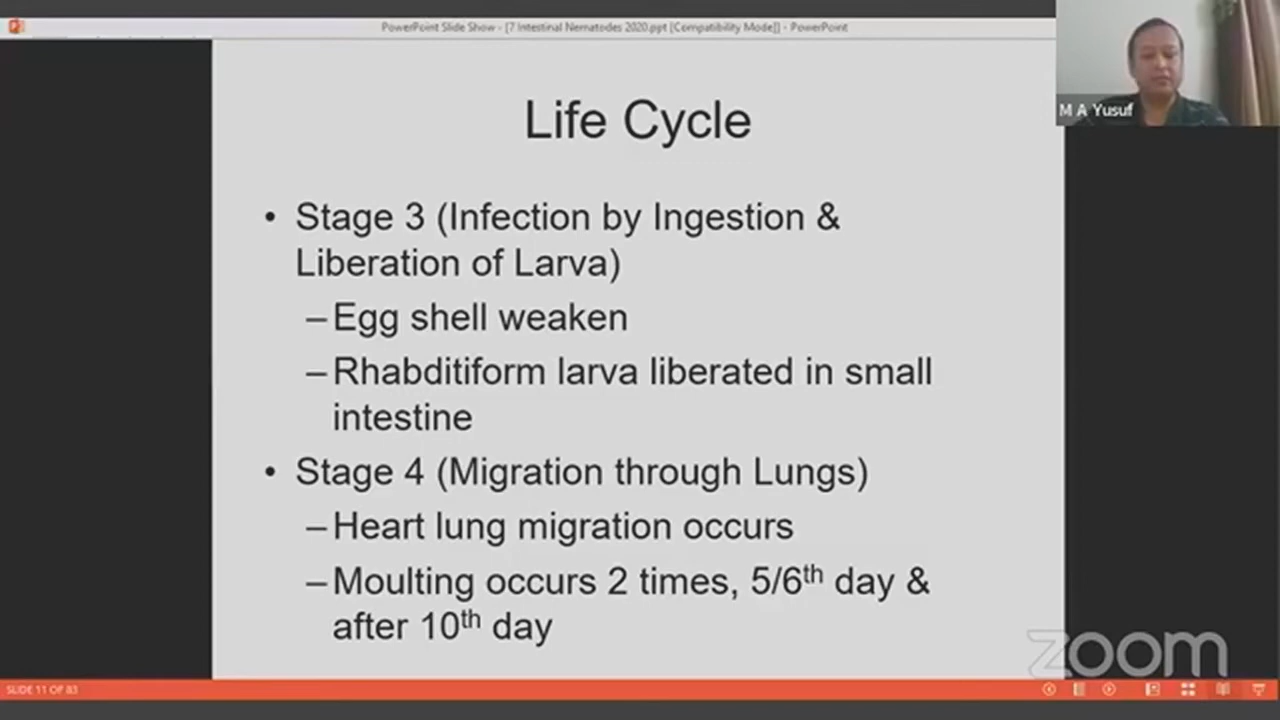 PowerPoint Slide Show - [7 Intestinal Nematodes 2020.ppt [Compatibility Mode]] - PowerPoint
M A Yusuf
Life Cycle
• Stage 3 (Infection by Ingestion &
Liberation of Larva)
–Egg shell weaken
–Rhabditiform larva liberated in small
intestine
• Stage 4 (Migration through Lungs)
–Heart lung migration occurs
–Moulting occurs 2 times, 5/6th day &
after 10th day
zoom
SLIDE 11 OF 83